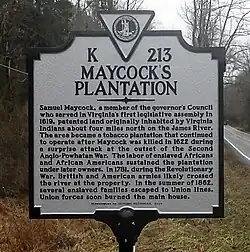 K 213
MAYCOCK'S
PLANTATION
Samuel Maycock, a member of the governor's Council
who served in Virginia's first legislative assembly in
1619, patented land originally inhabited by Virginia
Indians about four miles north on the James River.
The area became a tobacco plantation that continued
to operate after Maycock was killed in 1622 during
a surprise attack at the outset of the Second
Anglo-Powhatan War. The labor of enslaved Africans
and African Americans sustained the plantation
under later owners. In 1781, during the Revolutionary
War, British and American armies likely crossed
the river at the property. In the summer of 1862,
several enslaved families escaped to Union lines.
Union forces soon burned the main house.